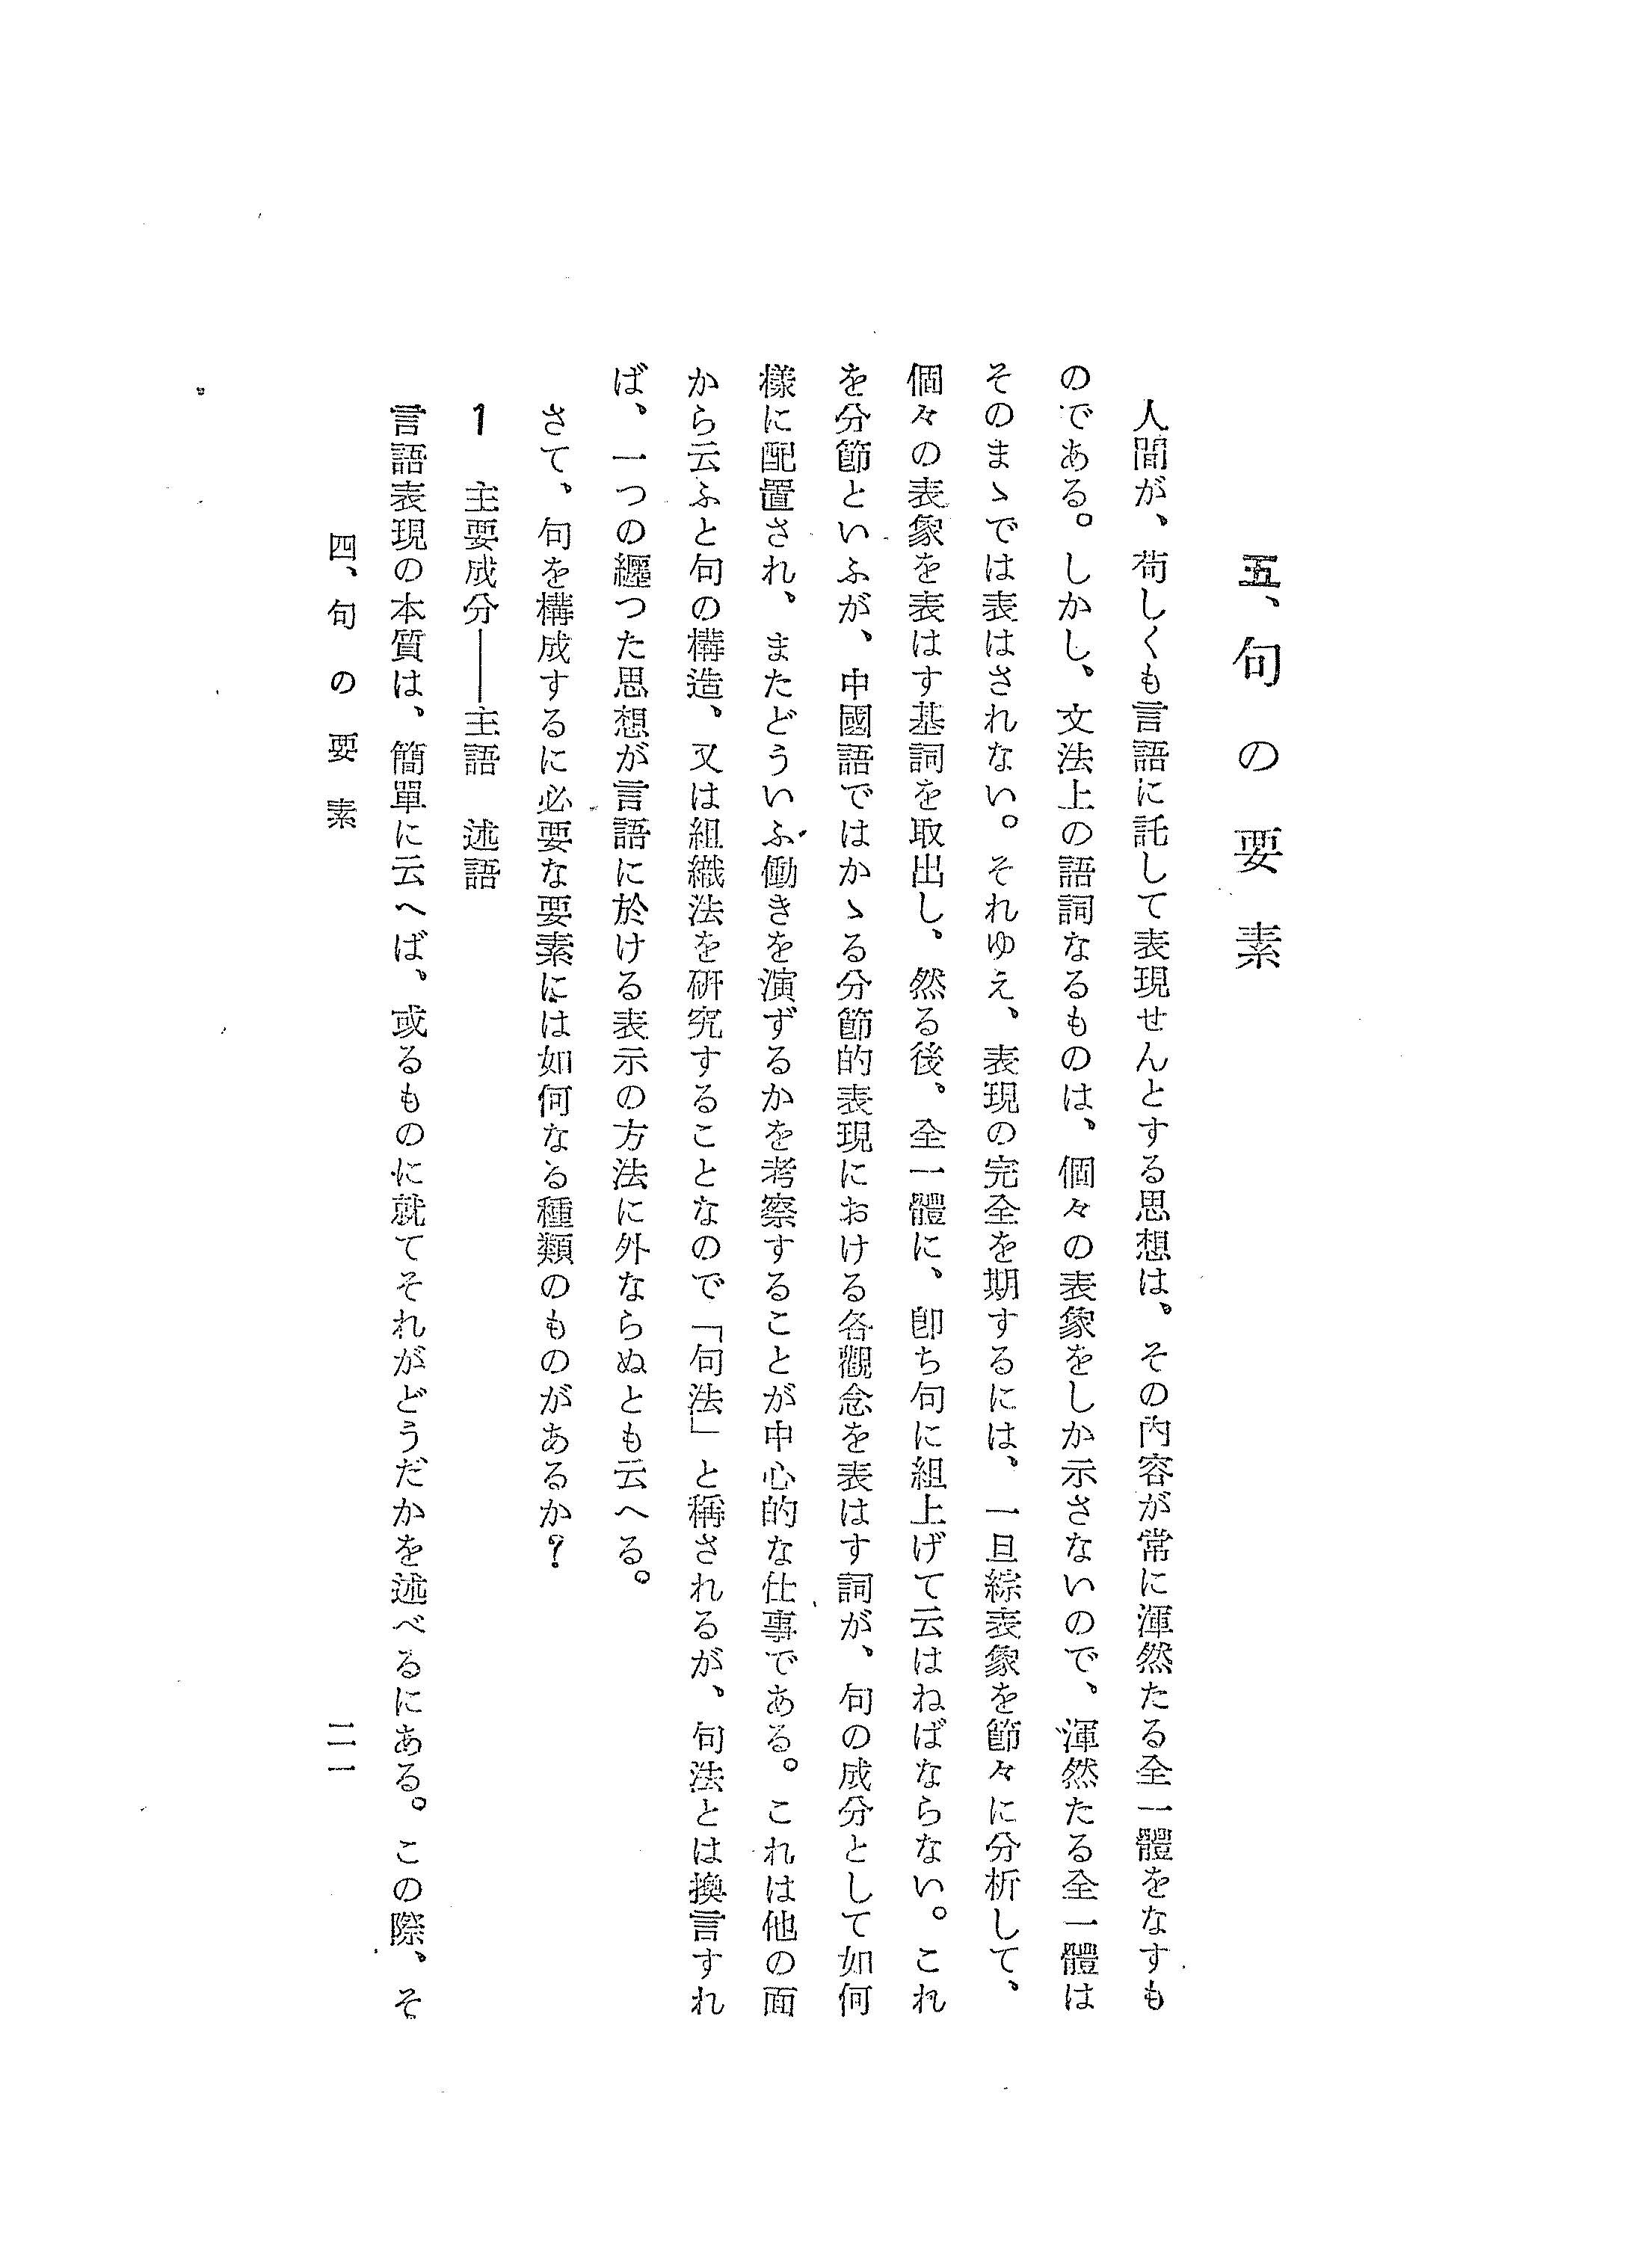 五、句の要素
人間が、苟しくも言語に託して表現せんとする思想は、その內容が常に渾然たる全一體をなすも
のである。しかし、文法上の語詞なるものは、個々の表象をしか示さないので、渾然たる全一體は
そのまゝでは表はされない。それゆえ、表現の完全を期するには、一旦綜表象を節々に分析して、
個々の表象を表はす基詞を取出し、然る後、全一體に、卽ち句に組上げて云はねばならない。これ
を分節といふが、中國語ではかゝる分節的表現における各觀念を表はす詞が、句の成分として如何
樣に配置され、またどういふ働きを演ずるかを考察することが中心的な仕事である。これは他の面
から云ふと句の構造、又は組織法を硏究することなので「句法」と稱されるが、句法とは換言すれ
ば、一つの纒つた思想が言語に於ける表示の方法に外ならぬとも云へる。
さて、句を構成するに必要な要素には如何なる種類のものがあるか？
1 主要成分――主語 述語
言語表現の本質は、簡單に云へば、或るものに就てそれがどうだかを述べるにある。この際、そ
四、句の要素
二一